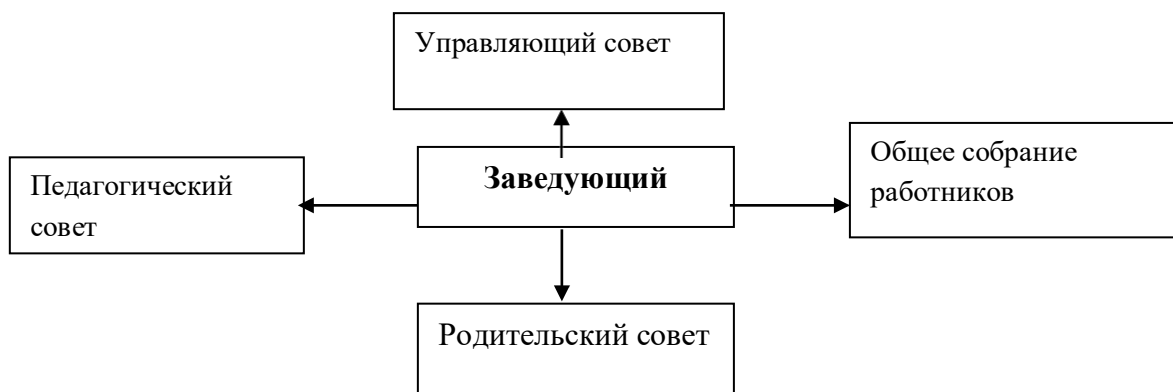 Управляющий совет
Общее собрание
работников
Заведующий
Педагогический
совет
Родительский совет